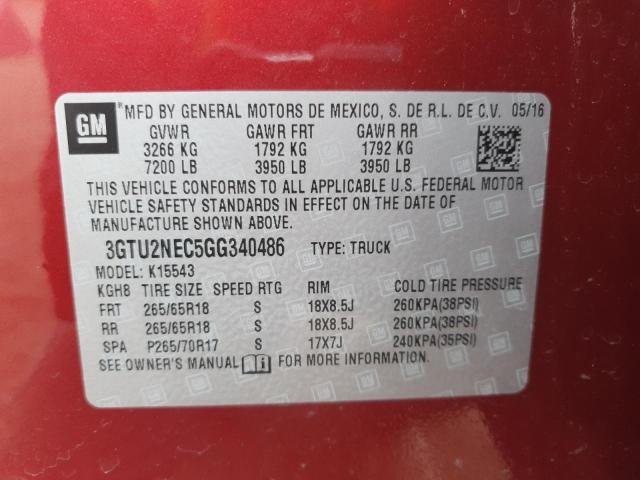 GM ® MFD BY GENERAL MOTORS DE MEXICO, S. DE R.L. DE C.V. 05/16
GVWR GAWR FRT GAWR RR
3266 KG 1792 KG 1792 KG
7200 LB 3950 LB 3950 LB
THIS VEHICLE CONFORMS TO ALL APPLICABLE U.S. FEDERAL MOTOR
VEHICLE SAFETY STANDARDS IN EFFECT ON THE DATE OF
MANUFACTURE SHOWN ABOVE.
3GTU2NEC5GG340486 TYPE: TRUCK
MODEL: K15543
KGH8 TIRE SIZE SPEED RTG RIM COLD TIRE PRESSURE
FRT 265/65R18 S 18X8.5J 260KPA(38PSI)
RR 265/65R18 S 18X8.5J 260KPA(38PSI)
SPA P265/70R17 S 17X7J 240KPA(35PSI)
SEE OWNER'S MANUAL FOR MORE INFORMATION.